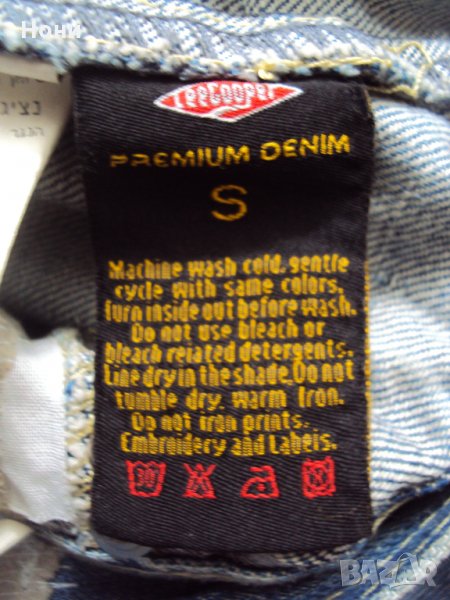 Нони
LEE COOPER
PREMIUM DENIM
S
Machine wash cold, gentle
cycle with same colors,
turn inside out before wash.
Do not use bleach or
bleach related detergents.
Line dry in the shade. Do not
tumble dry. warm Iron.
Do not iron prints.
Embroidery and Labels.
30
BAZAR